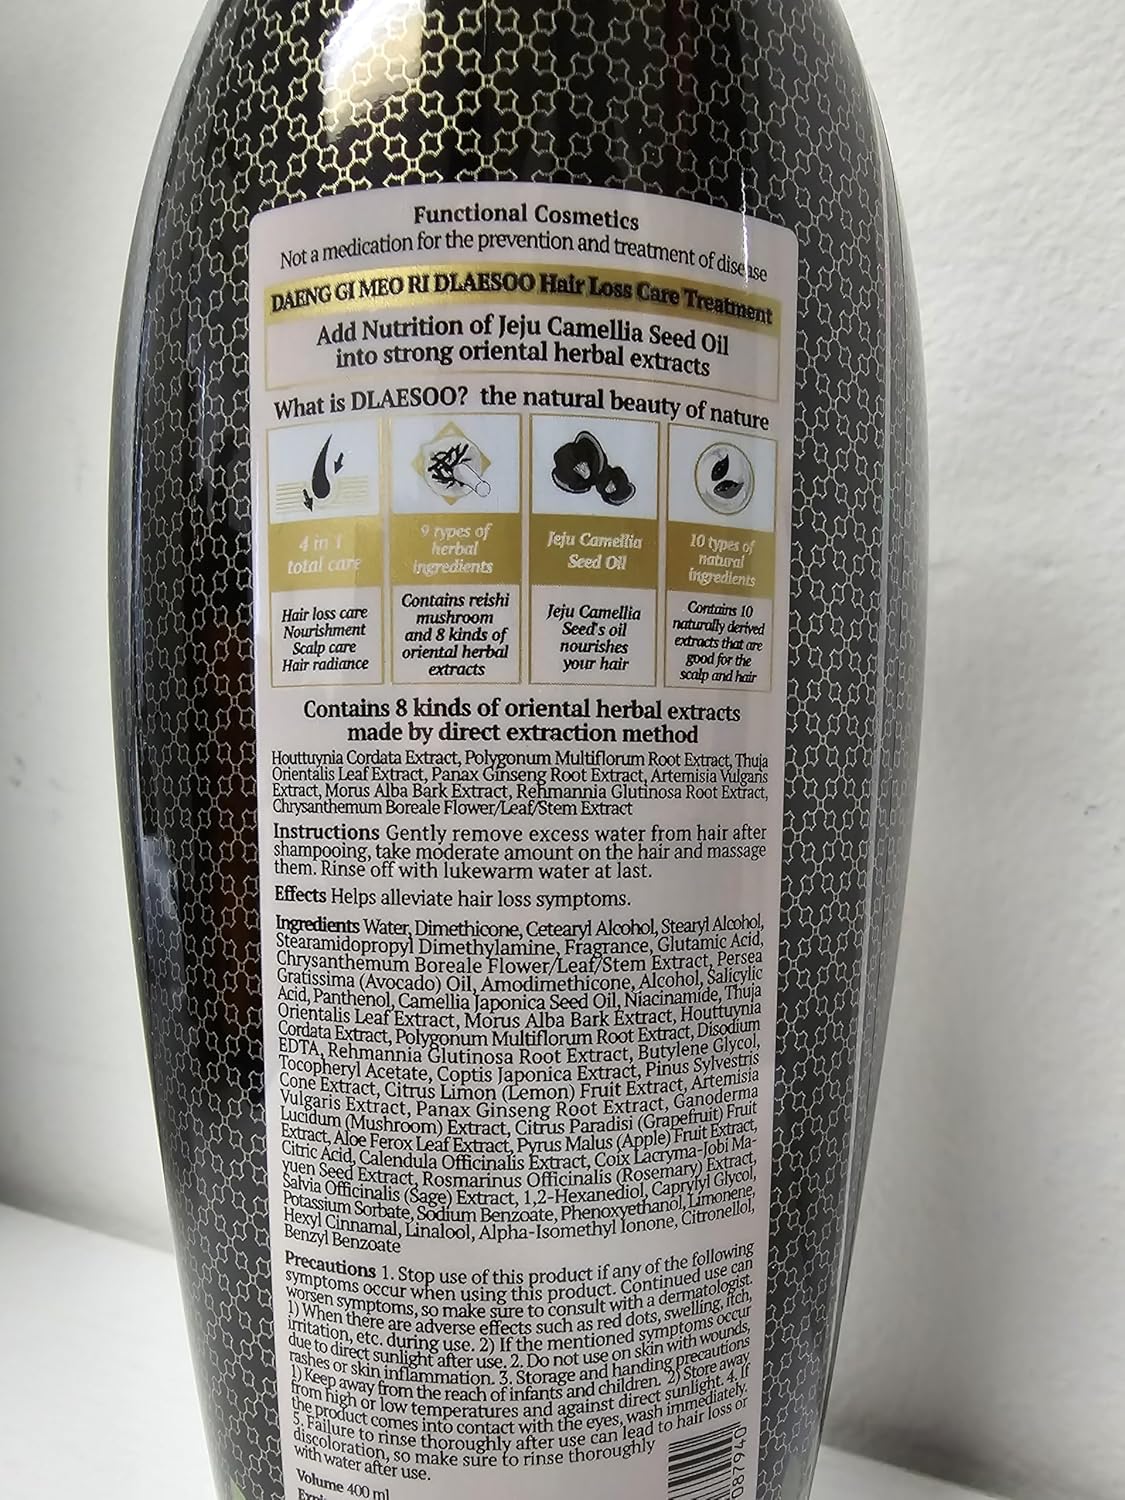 Functional Cosmetics
Not a medication for the prevention and treatment of disease
DAENG GI MEO RI DLAESOO Hair Loss Care Treatment
Add Nutrition of Jeju Camellia Seed Oil
into strong oriental herbal extracts
What is DLAESOO? the natural beauty of nature
4 in 1
total care
Hair loss care
Nourishment
Scalp care
Hair radiance
9 types of
herbal
ingredients
Contains reishi
mushroom
and 8 kinds of
oriental herbal
extracts
Jeju Camellia
Seed Oil
Jeju Camellia
Seed's oil
nourishes
your hair
10 types of
natural
ingredients
Contains 10
naturally derived
extracts that are
good for the
scalp and hair
Contains 8 kinds of oriental herbal extracts
made by direct extraction method
Houttuynia Cordata Extract, Polygonum Multiflorum Root Extract, Thuja
Orientalis Leaf Extract, Panax Ginseng Root Extract, Artemisia Vulgaris
Extract, Morus Alba Bark Extract, Rehmannia Glutinosa Root Extract,
Chrysanthemum Boreale Flower/Leaf/Stem Extract
Instructions Gently remove excess water from hair after
shampooing, take moderate amount on the hair and massage
them. Rinse off with lukewarm water at last.
Effects Helps alleviate hair loss symptoms.
Ingredients Water, Dimethicone, Cetearyl Alcohol, Stearyl Alcohol,
Stearamidopropyl Dimethylamine, Fragrance, Glutamic Acid,
Chrysanthemum Boreale Flower/Leaf/Stem Extract, Persea
Gratissima (Avocado) Oil, Amodimethicone, Alcohol, Salicylic
Acid, Panthenol, Camellia Japonica Seed Oil, Niacinamide, Thuja
Orientalis Leaf Extract, Morus Alba Bark Extract, Houttuynia
Cordata Extract, Polygonum Multiflorum Root Extract, Disodium
EDTA, Rehmannia Glutinosa Root Extract, Butylene Glycol,
Tocopheryl Acetate, Coptis Japonica Extract, Pinus Sylvestris
Cone Extract, Citrus Limon (Lemon) Fruit Extract, Artemisia
Vulgaris Extract, Panax Ginseng Root Extract, Ganoderma
Lucidum (Mushroom) Extract, Citrus Paradisi (Grapefruit) Fruit
Extract, Aloe Ferox Leaf Extract, Pyrus Malus (Apple) Fruit Extract,
Citric Acid, Calendula Officinalis Extract, Coix Lacryma-Jobi Ma-
yuen Seed Extract, Rosmarinus Officinalis (Rosemary) Extract,
Salvia Officinalis (Sage) Extract, 1,2-Hexanediol, Caprylyl Glycol,
Potassium Sorbate, Sodium Benzoate, Phenoxyethanol, Limonene,
Hexyl Cinnamal, Linalool, Alpha-Isomethyl Ionone, Citronellol,
Benzyl Benzoate
Precautions 1. Stop use of this product if any of the following
symptoms occur when using this product. Continued use can
worsen symptoms, so make sure to consult with a dermatologist.
1) When there are adverse effects such as red dots, swelling, itch,
irritation, etc. during use. 2) If the mentioned symptoms occur
due to direct sunlight after use. 2. Do not use on skin with wounds,
rashes or skin inflammation. 3. Storage and handing precautions
1) Keep away from the reach of infants and children. 2) Store away
from high or low temperatures and against direct sunlight. 4. If
the product comes into contact with the eyes, wash immediately.
5. Failure to rinse thoroughly after use can lead to hair loss or
discoloration, so make sure to rinse thoroughly
with water after use.
Volume 400 ml
087940